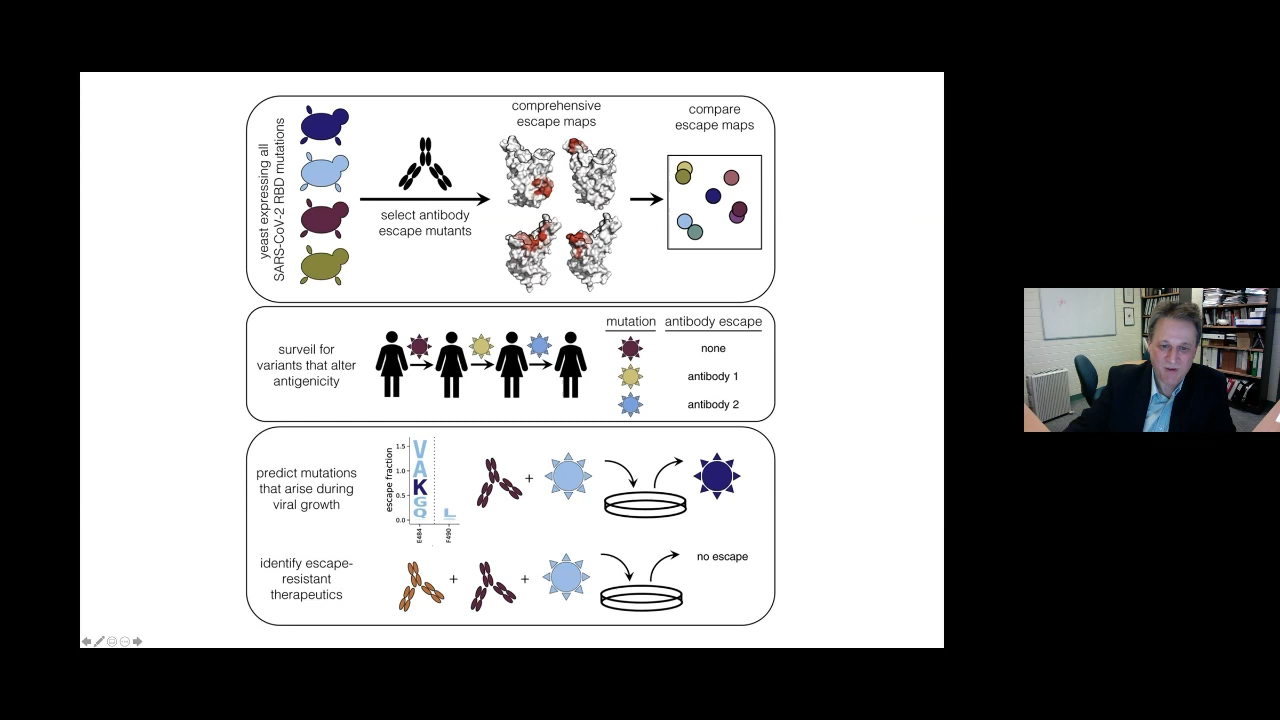 yeast expressing all
SARS-CoV-2 RBD mutations
select antibody
escape mutants
comprehensive
escape maps
compare
escape maps
surveil for
variants that alter
antigenicity
mutation antibody escape
none
antibody 1
antibody 2
predict mutations
that arise during
viral growth
escape fraction
1.5
1.0
0.5
0.0
V
A
K
G
Q
L
E484
F490
+
identify escape-
resistant
therapeutics
+
+
no escape